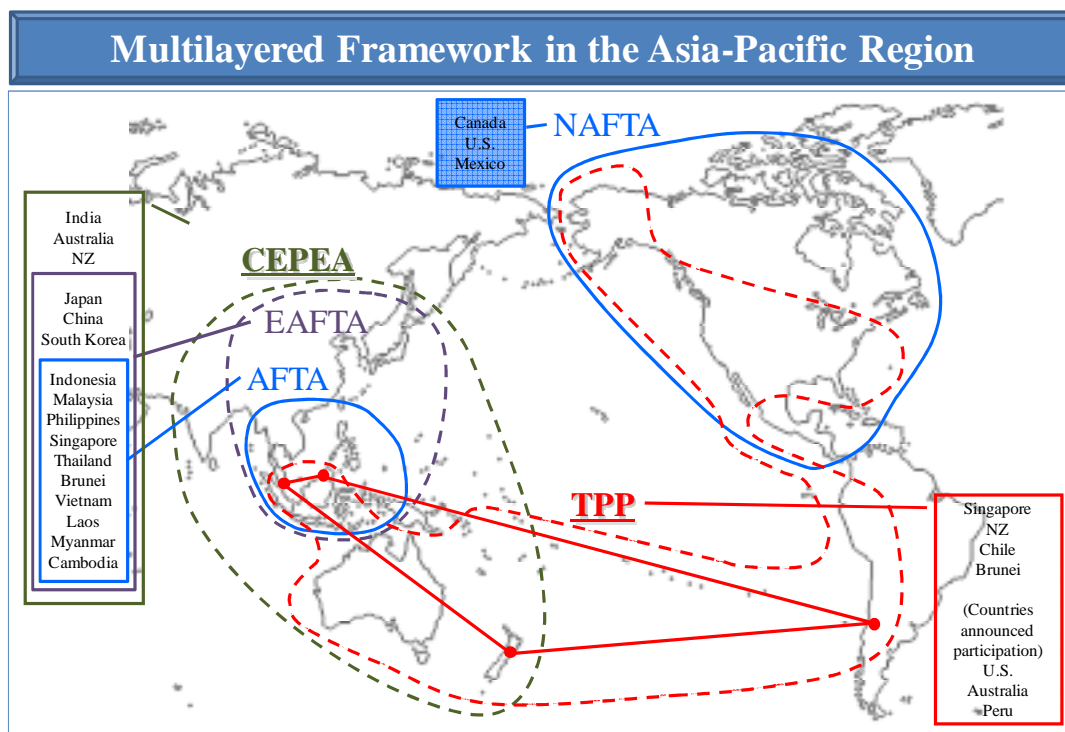 Multilayered Framework in the Asia-Pacific Region
Canada
U.S.
Mexico
NAFTA
India
Australia
NZ
Japan
China
South Korea
Indonesia
Malaysia
Philippines
Singapore
Thailand
Brunei
Vietnam
Laos
Myanmar
Cambodia
CEPEA
EAFTA
AFTA
TPP
Singapore
NZ
Chile
Brunei
(Countries
announced
participation)
U.S.
Australia
Peru